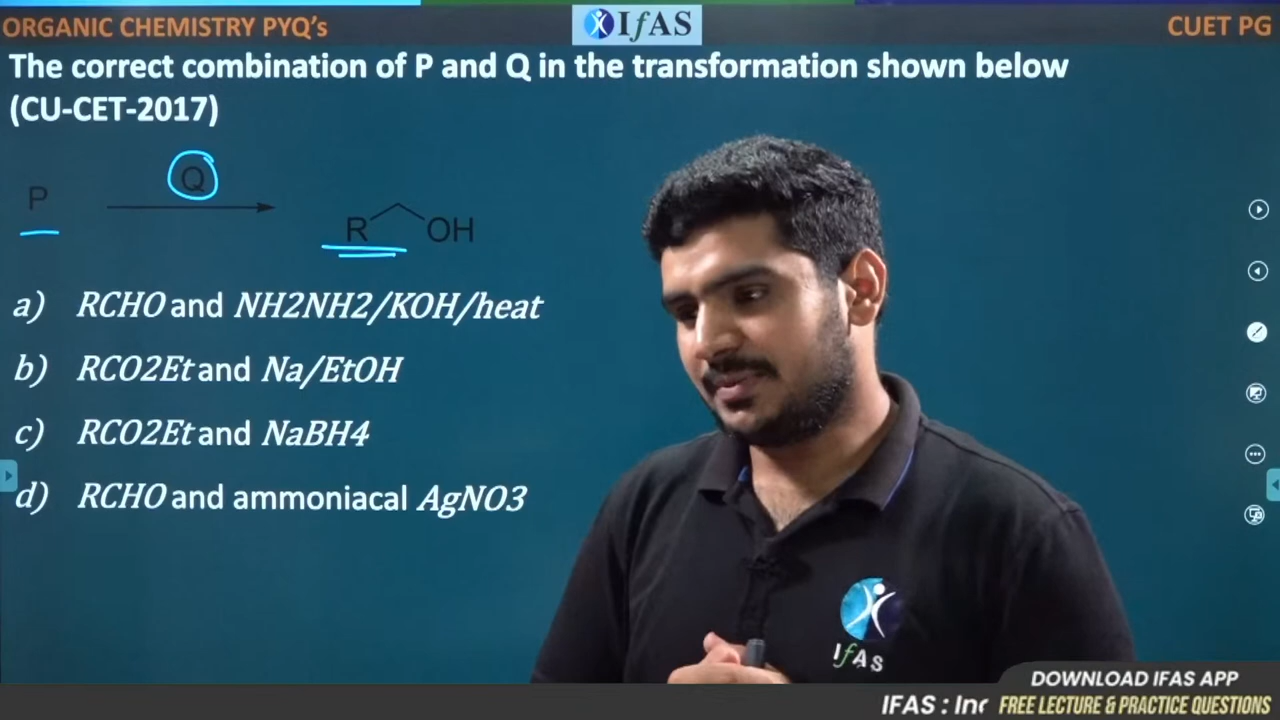 ORGANIC CHEMISTRY PYQ's
IfAS
CUET PG
The correct combination of P and Q in the transformation shown below
(CU-CET-2017)
P
Q
R
OH
a) RCHO and NH2NH2/KOH/heat
b) RCO2Et and Na/EtOH
c) RCO2Et and NaBH4
d) RCHO and ammoniacal AgNO3
IfAS
DOWNLOAD IFAS APP
IFAS : Inc
FREE LECTURE & PRACTICE QUESTIONS